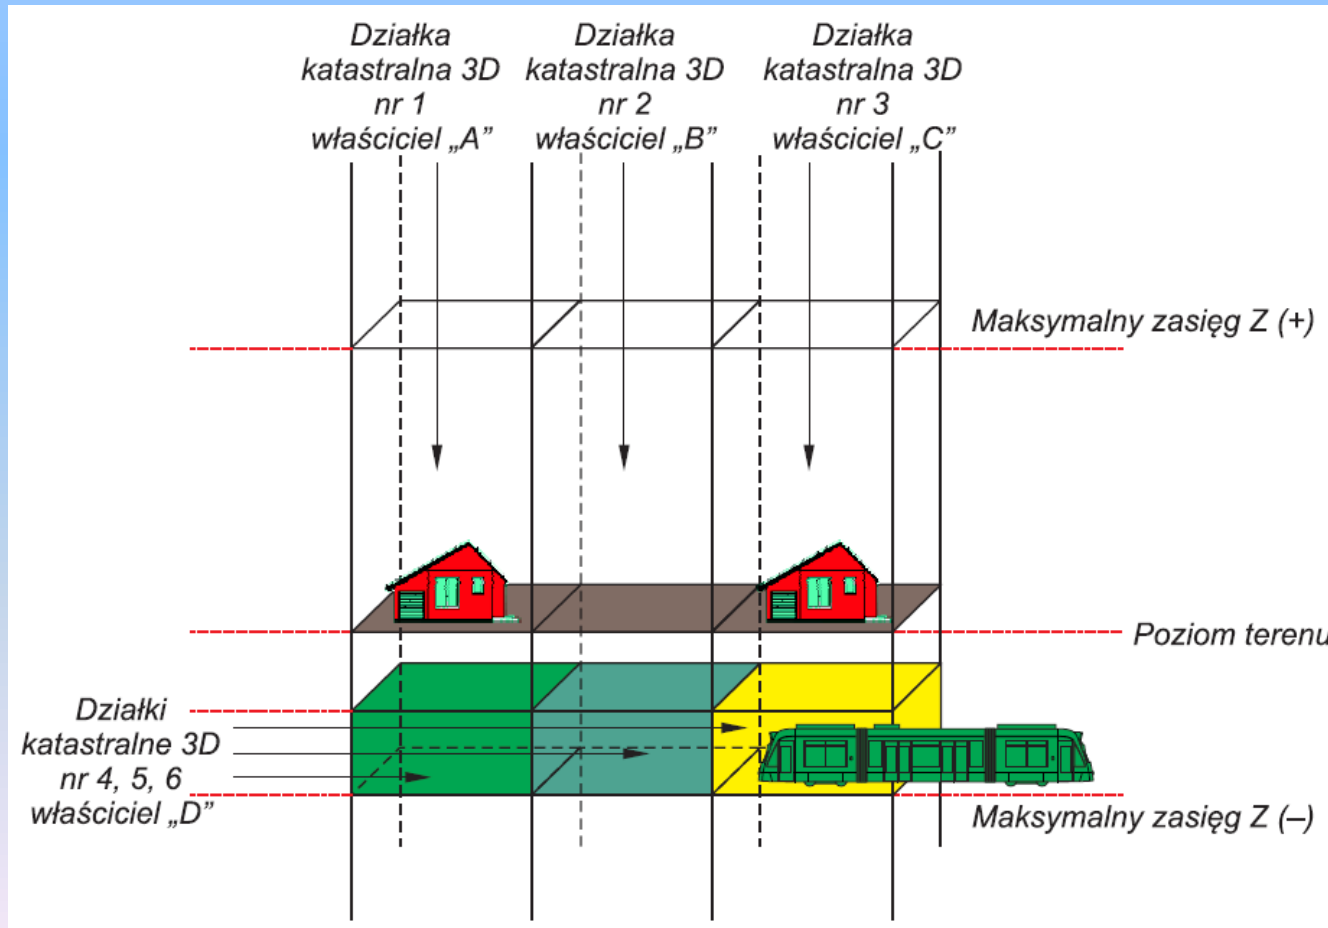 Działka
katastralna 3D
nr 1
właściciel „A”
Działka
katastralna 3D
nr 2
właściciel „B”
Działka
katastralna 3D
nr 3
właściciel „C”
Maksymalny zasięg Z (+)
Poziom terenu
Działki
katastralne 3D
nr 4, 5, 6
właściciel „D”
Maksymalny zasięg Z (–)